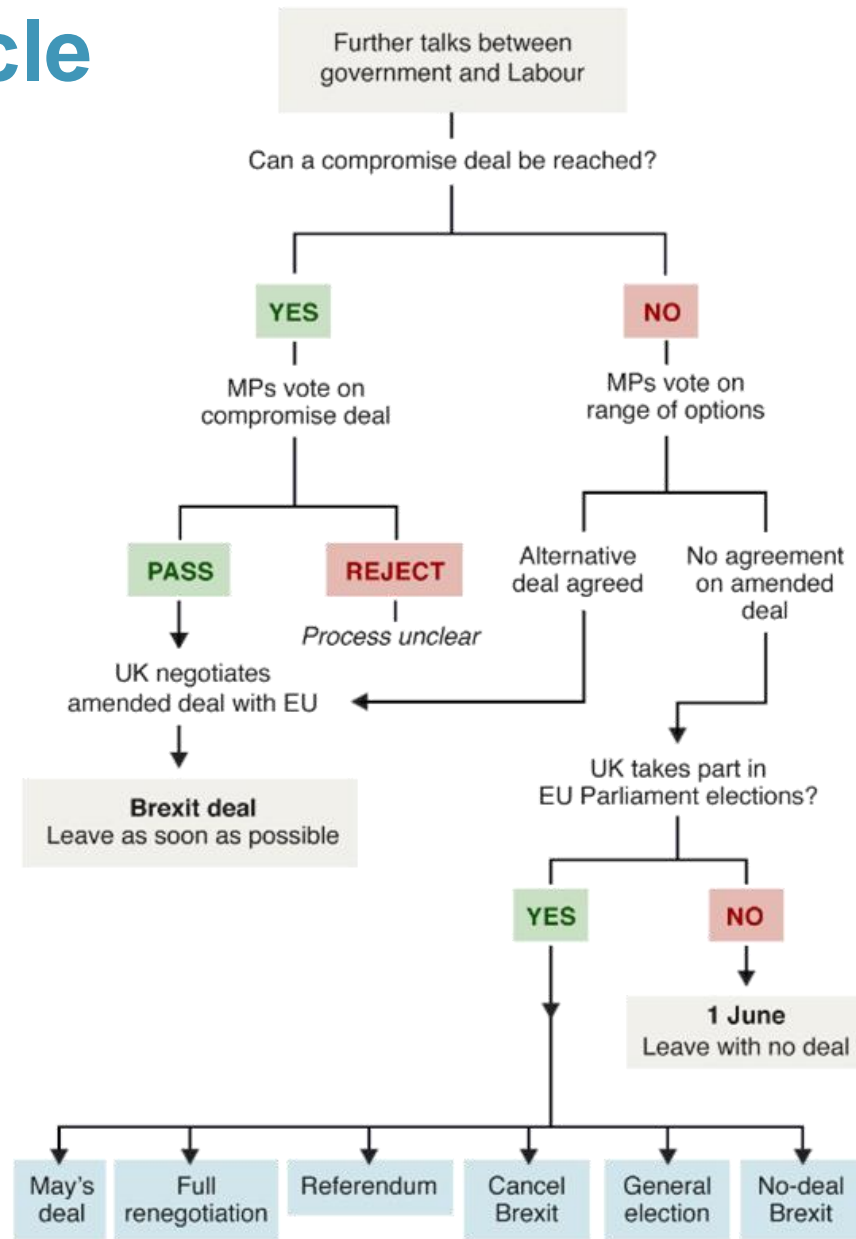 cle
Further talks between
government and Labour
Can a compromise deal be reached?
YES
NO
MPs vote on
compromise deal
MPs vote on
range of options
PASS
REJECT
Alternative
deal agreed
No agreement
on amended
deal
Process unclear
UK negotiates
amended deal with EU
UK takes part in
EU Parliament elections?
Brexit deal
Leave as soon as possible
YES
NO
1 June
Leave with no deal
May's
deal
Full
renegotiation
Referendum
Cancel
Brexit
General
election
No-deal
Brexit